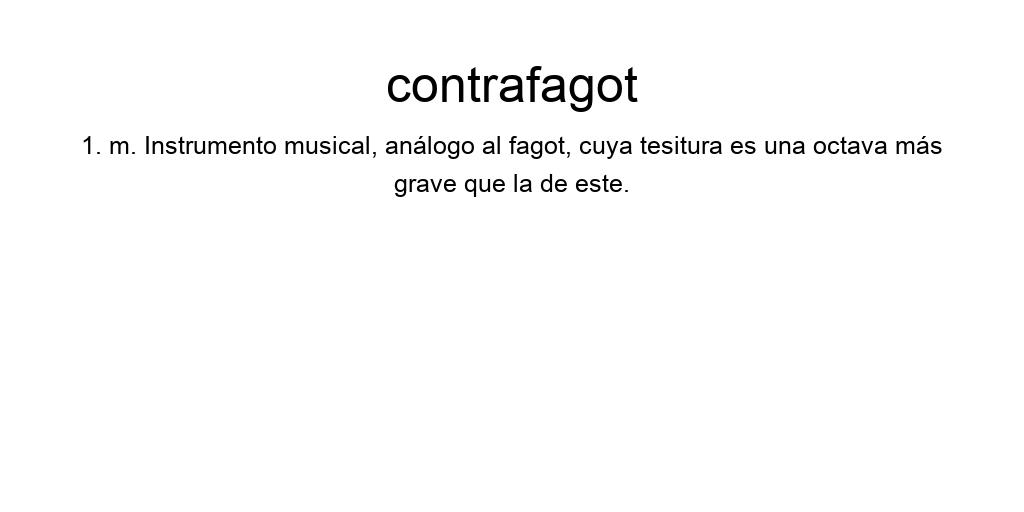 contrafagot
1. m. Instrumento musical, análogo al fagot, cuya tesitura es una octava más
grave que la de este.